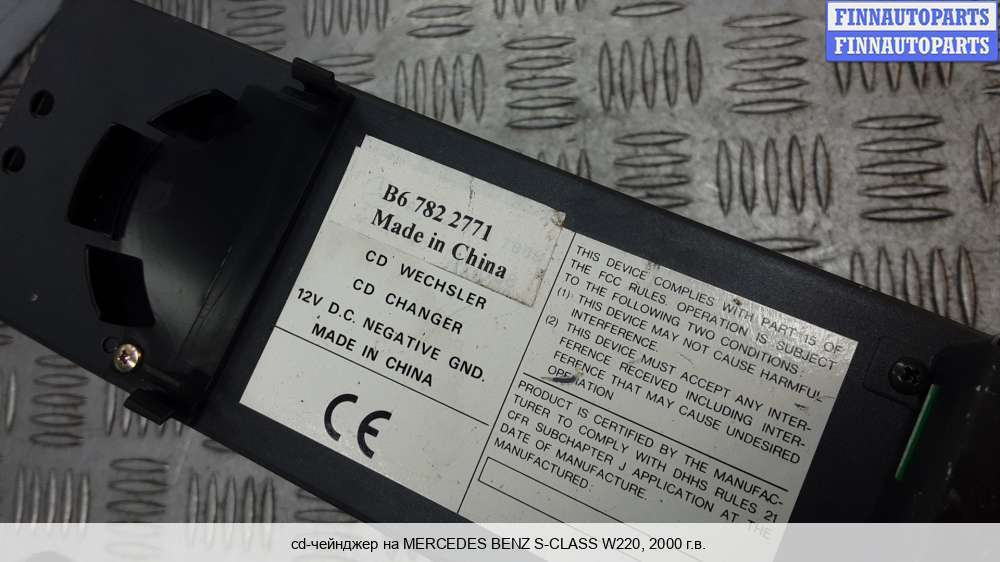 FINNAUTOPARTS
FINNAUTOPARTS
B6 782 2771
Made in China
CD WECHSLER
CD CHANGER
12V D.C. NEGATIVE GND.
MADE IN CHINA
CE
THIS DEVICE COMPLIES WITH PART 15 OF
THE FCC RULES. OPERATION IS SUBJECT
TO THE FOLLOWING TWO CONDITIONS.
(1) THIS DEVICE MAY NOT CAUSE HARMFUL
INTERFERENCE.
(2) THIS DEVICE MUST ACCEPT ANY INTER-
FERENCE RECEIVED INCLUDING INTER-
FERENCE THAT MAY CAUSE UNDESIRED
OPERATION
PRODUCT IS CERTIFIED BY THE MANUFAC-
TURER TO COMPLY WITH DHHS RULES 21
CFR SUBCHAPTER J APPLICATION AT THE
DATE OF MANUFACTURE.
MANUFACTURED:
cd-чейнджер на MERCEDES BENZ S-CLASS W220, 2000 г.в.